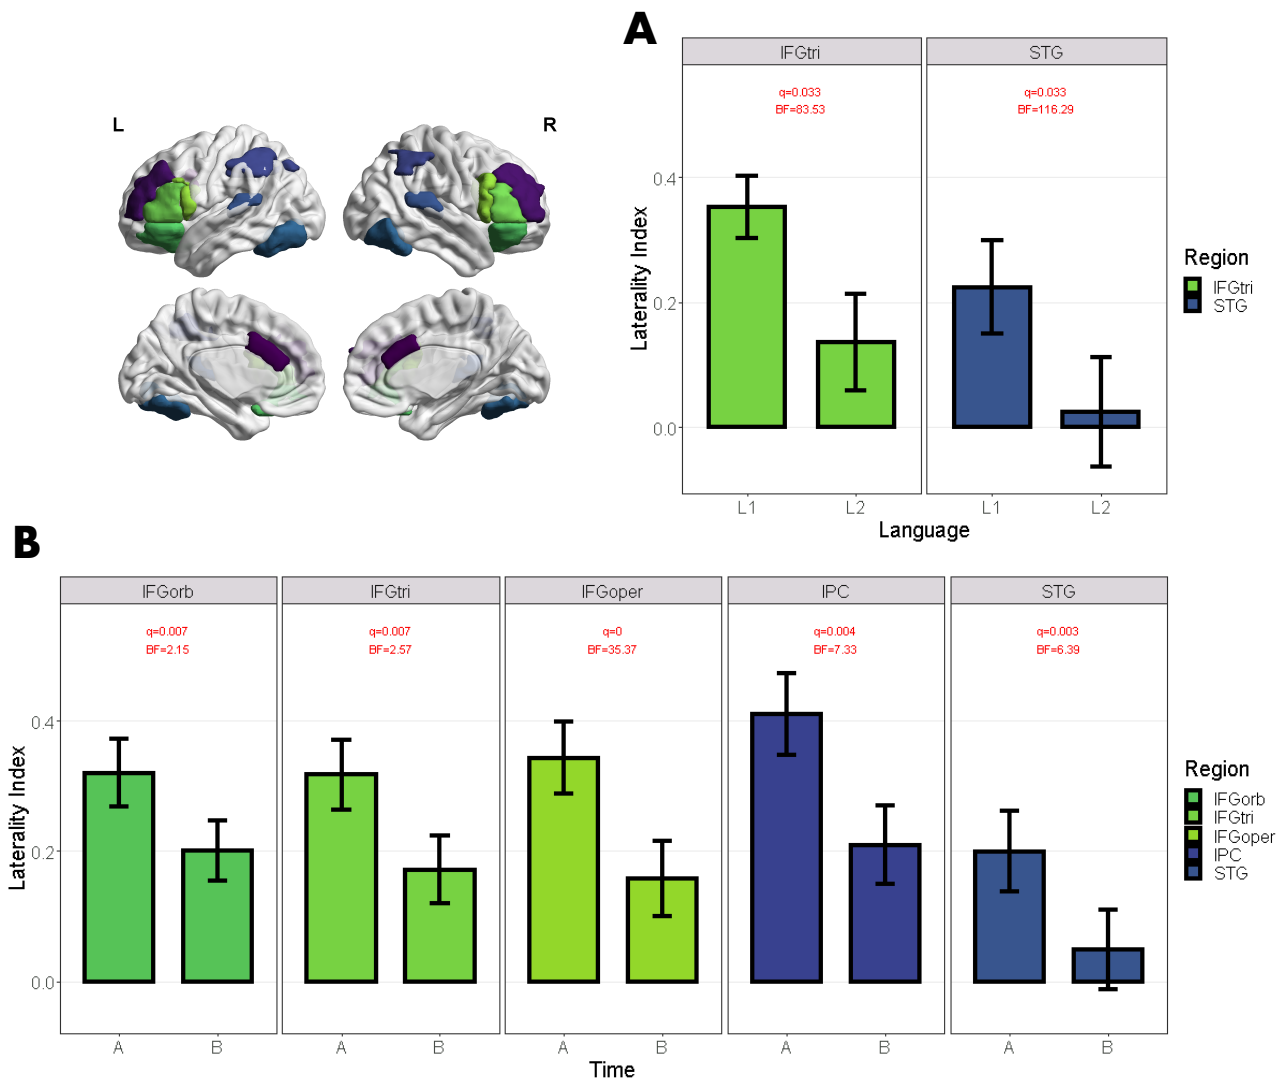 A
L
R
IFGtri
STG
q=0.033
BF=83.53
q=0.033
BF=116.29
0.4
0.2
0.0
Laterality Index
L1
L2
L1
L2
Language
Region
IFGtri
STG
B
IFGorb
IFGtri
IFGoper
IPC
STG
q=0.007
BF=2.15
q=0.007
BF=2.57
q=0
BF=35.37
q=0.004
BF=7.33
q=0.003
BF=6.39
0.4
0.2
0.0
Laterality Index
A
B
A
B
A
B
A
B
A
B
Time
Region
IFGorb
IFGtri
IFGoper
IPC
STG